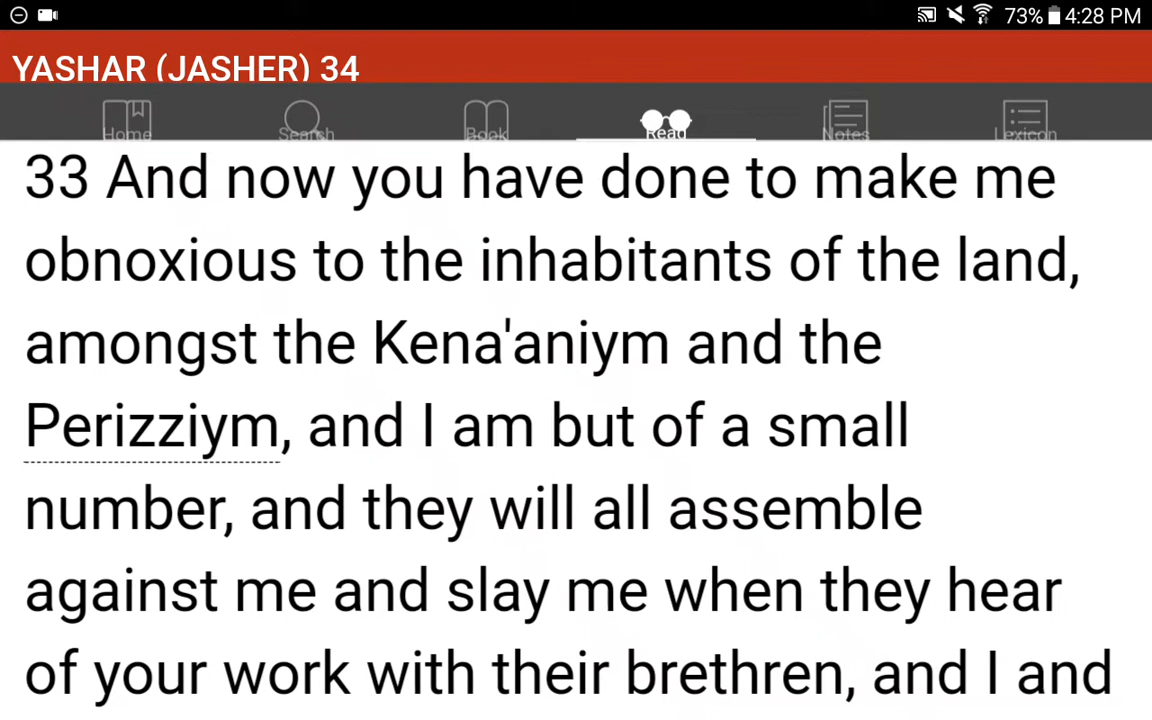 73% 4:28 PM
YASHAR (JASHER) 34
Home Search Book Read Notes Lexicon
33 And now you have done to make me
obnoxious to the inhabitants of the land,
amongst the Kena'aniym and the
Perizziym, and I am but of a small
number, and they will all assemble
against me and slay me when they hear
of your work with their brethren, and I and